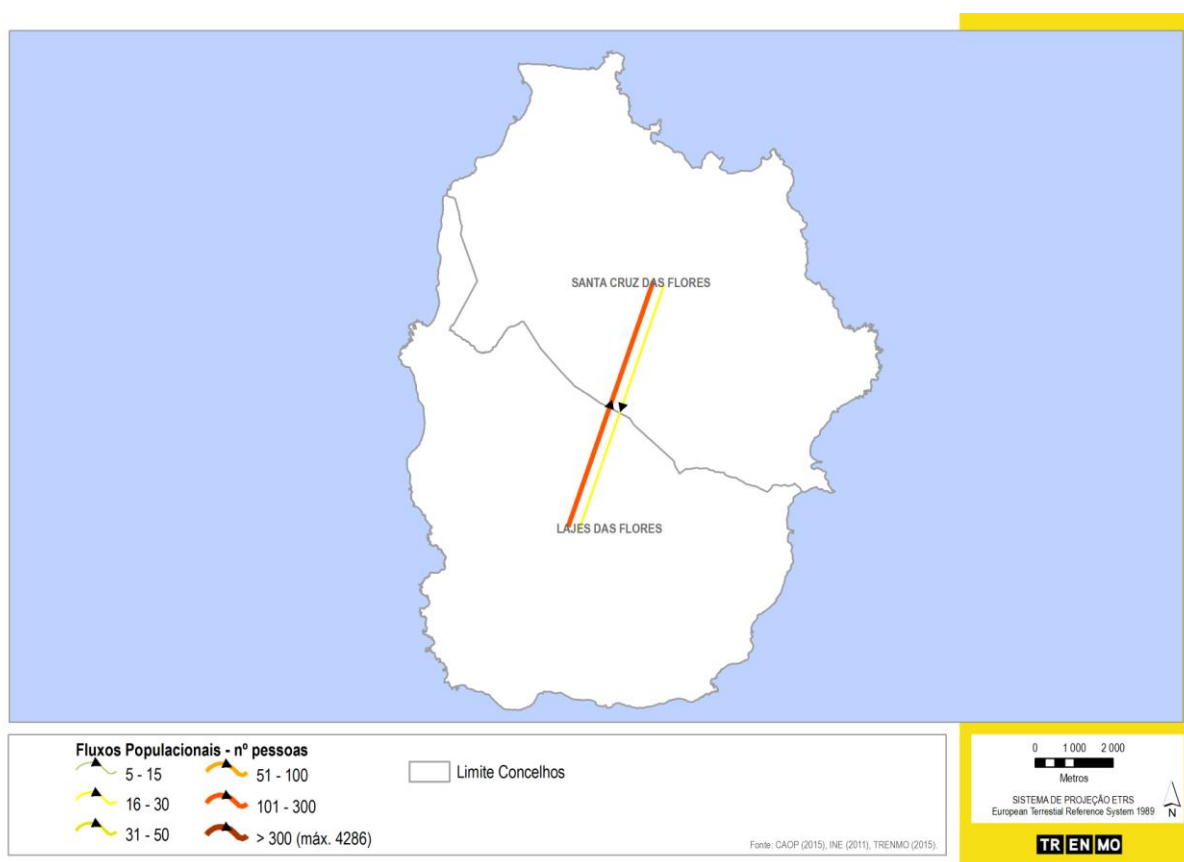 SANTA CRUZ DAS FLORES
LAJES DAS FLORES
Fluxos Populacionais - nº pessoas
5 - 15
51 - 100
16 - 30
101 - 300
31 - 50
> 300 (máx. 4286)
Limite Concelhos
Fonte: CAOP (2015), INE (2011), TRENMO (2015).
0 1 000 2 000
Metros
SISTEMA DE PROJEÇÃO ETRS
European Terrestial Reference System 1989
N
TR EN MO